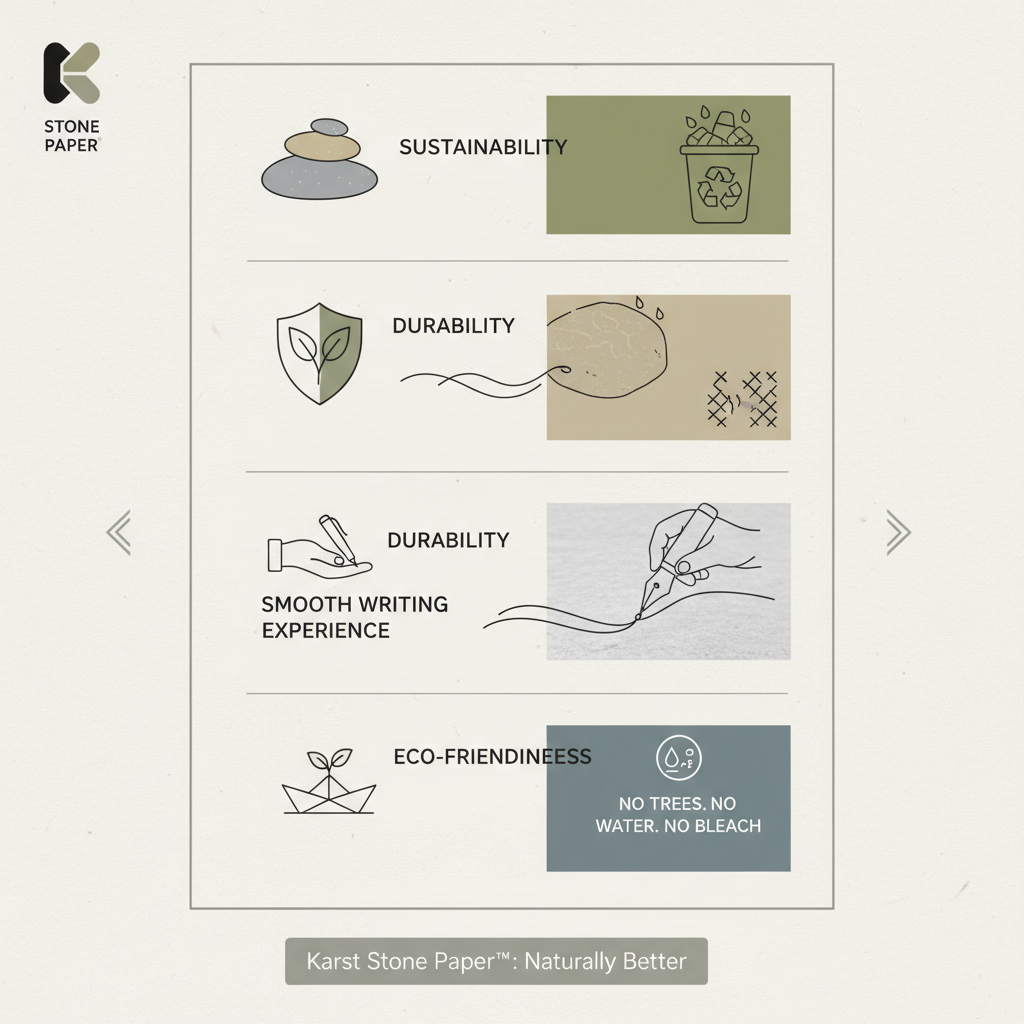 STONE
PAPER
SUSTAINABILITY
DURABILITY
DURABILITY
SMOOTH WRITING
EXPERIENCE
ECO-FRIENDINEESS
NO TREES. NO
WATER. NO BLEACH
Karst Stone Paper™: Naturally Better